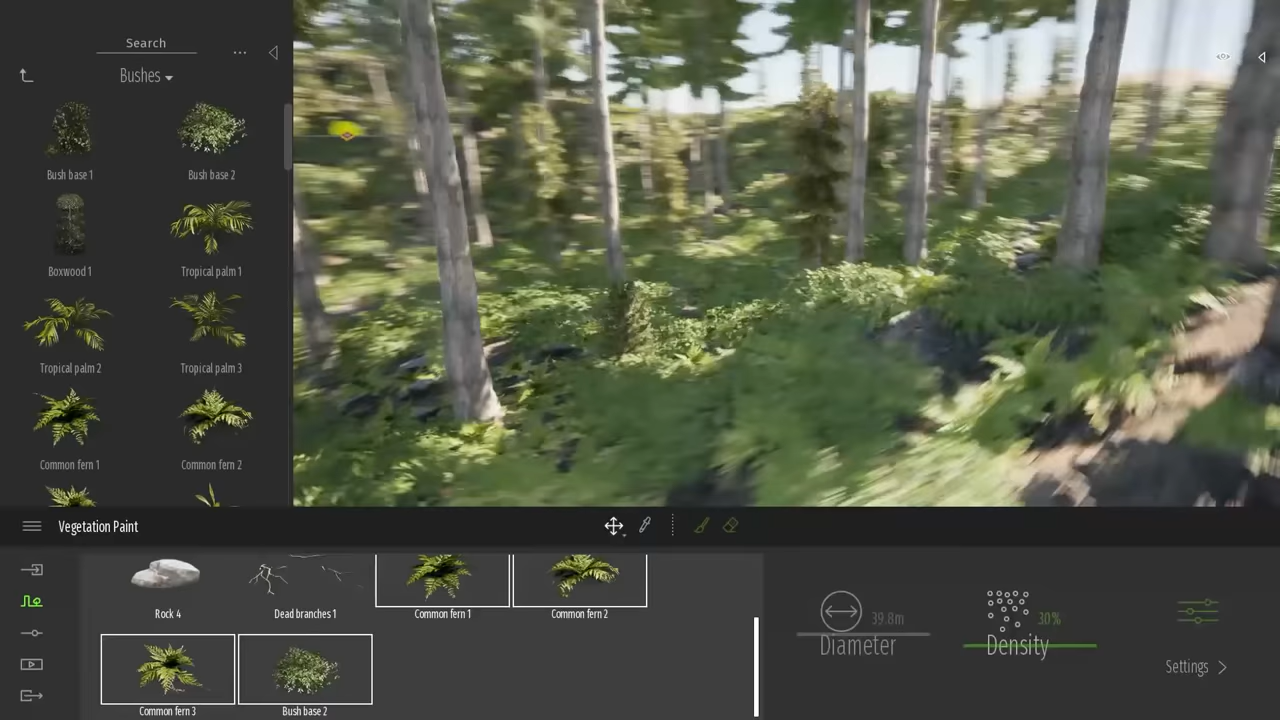 Search
...
Bushes
Bush base 1
Bush base 2
Boxwood 1
Tropical palm 1
Tropical palm 2
Tropical palm 3
Common fern 1
Common fern 2
Vegetation Paint
Rock 4
Dead branches 1
Common fern 1
Common fern 2
Common fern 3
Bush base 2
39.8m
Diameter
30%
Density
Settings